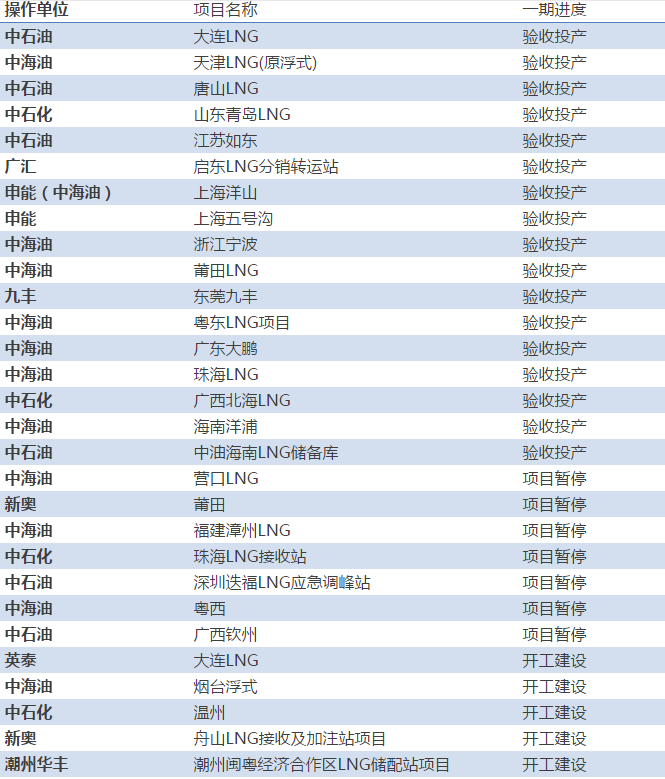 操作单位 项目名称 一期进度
中石油 大连LNG 验收投产
中海油 天津LNG(原浮式) 验收投产
中石油 唐山LNG 验收投产
中石化 山东青岛LNG 验收投产
中石油 江苏如东 验收投产
广汇 启东LNG分销转运站 验收投产
申能（中海油） 上海洋山 验收投产
申能 上海五号沟 验收投产
中海油 浙江宁波 验收投产
中海油 莆田LNG 验收投产
九丰 东莞九丰 验收投产
中海油 粤东LNG项目 验收投产
中海油 广东大鹏 验收投产
中海油 珠海LNG 验收投产
中石化 广西北海LNG 验收投产
中海油 海南洋浦 验收投产
中石油 中油海南LNG储备库 验收投产
中海油 营口LNG 项目暂停
新奥 莆田 项目暂停
中海油 福建漳州LNG 项目暂停
中石化 珠海LNG接收站 项目暂停
中石油 深圳迭福LNG应急调峰站 项目暂停
中海油 粤西 项目暂停
中石油 广西钦州 项目暂停
英泰 大连LNG 开工建设
中海油 烟台浮式 开工建设
中石化 温州 开工建设
新奥 舟山LNG接收及加注站项目 开工建设
潮州华丰 潮州闽粤经济合作区LNG储配站项目 开工建设